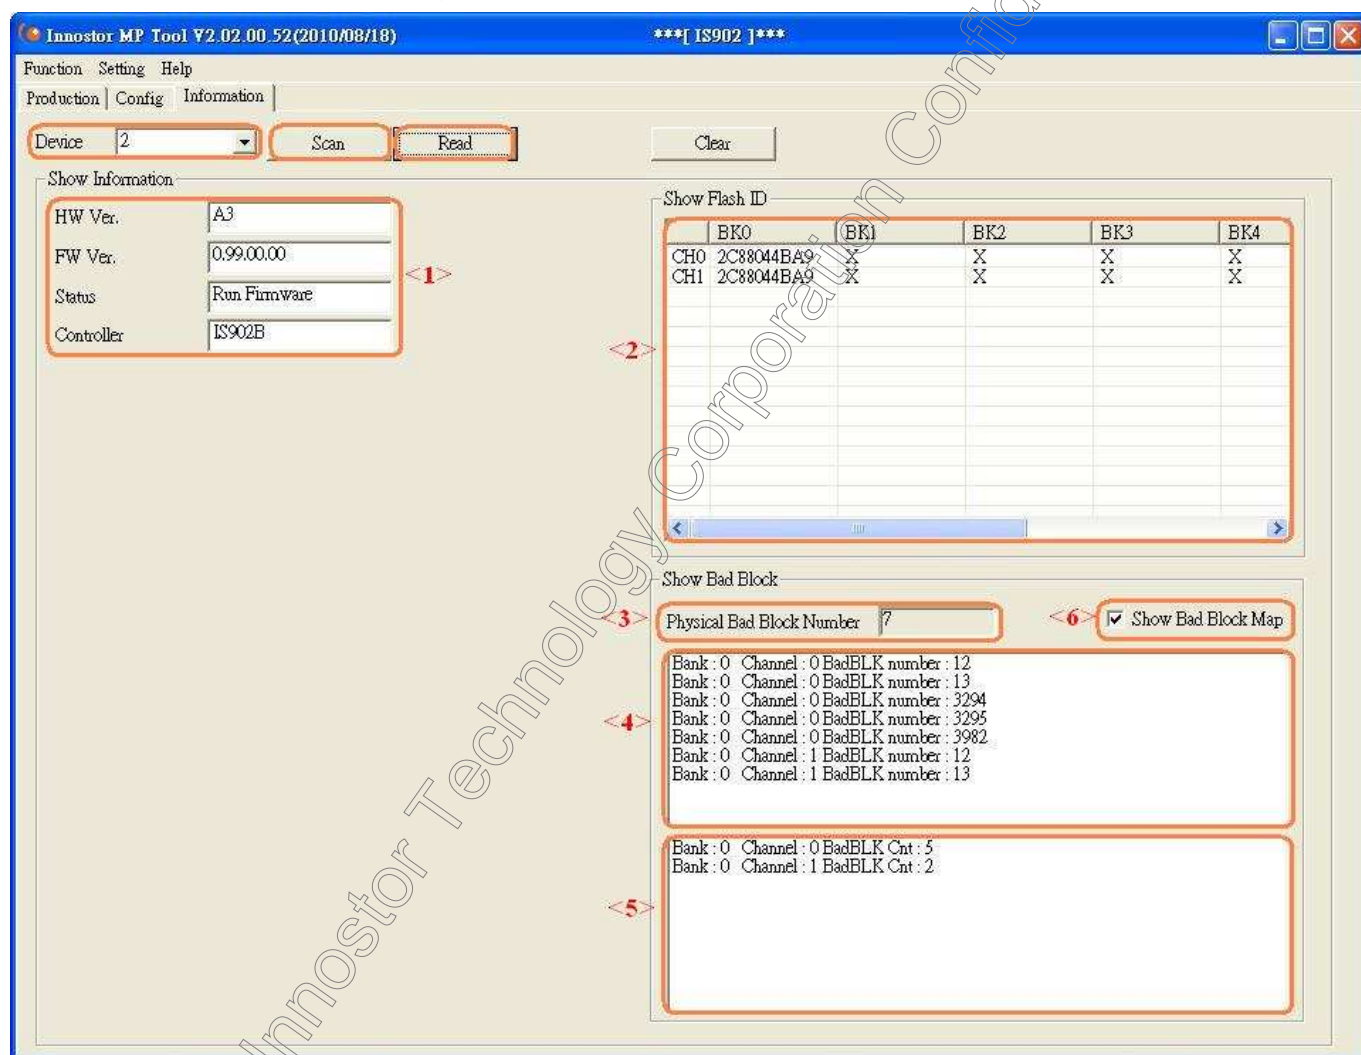 Innostor MP Tool V2.02.00.52(2010/08/18) ***[ IS902 ]***
Function Setting Help
Production Config Information
Device 2 Scan Read Clear
Show Information
HW Ver. A3
FW Ver. 0.99.00.00
Status Run Firmware
Controller IS902B
<1>
Show Flash ID
BK0 BK1 BK2 BK3 BK4
CH0 2C88044BA9 X X X X
CH1 2C88044BA9 X X X X
<2>
Show Bad Block
<3> Physical Bad Block Number 7 <6> Show Bad Block Map
Bank : 0 Channel : 0 BadBLK number : 12
Bank : 0 Channel : 0 BadBLK number : 13
Bank : 0 Channel : 0 BadBLK number : 3294
Bank : 0 Channel : 0 BadBLK number : 3295
<4>
Bank : 0 Channel : 0 BadBLK number : 3982
Bank : 0 Channel : 1 BadBLK number : 12
Bank : 0 Channel : 1 BadBLK number : 13
Bank : 0 Channel : 0 BadBLK Cnt : 5
Bank : 0 Channel : 1 BadBLK Cnt : 2
<5>
Innostor Technology Corporation